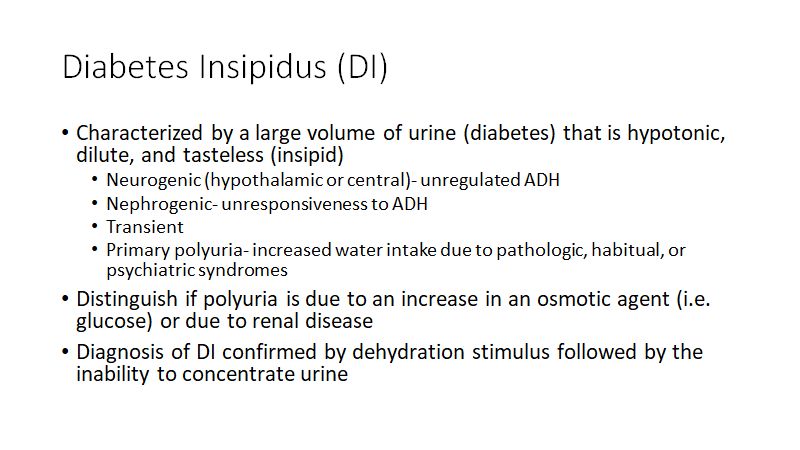 Diabetes Insipidus (DI)
• Characterized by a large volume of urine (diabetes) that is hypotonic,
dilute, and tasteless (insipid)
• Neurogenic (hypothalamic or central)- unregulated ADH
• Nephrogenic- unresponsiveness to ADH
• Transient
• Primary polyuria- increased water intake due to pathologic, habitual, or
psychiatric syndromes
• Distinguish if polyuria is due to an increase in an osmotic agent (i.e.
glucose) or due to renal disease
• Diagnosis of DI confirmed by dehydration stimulus followed by the
inability to concentrate urine